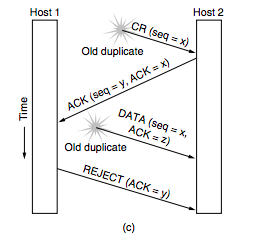 Host 1
Host 2
CR (seq = x)
Old duplicate
ACK (seq = y, ACK = x)
Time
DATA (seq = x,
ACK = z)
Old duplicate
REJECT (ACK = y)
(c)